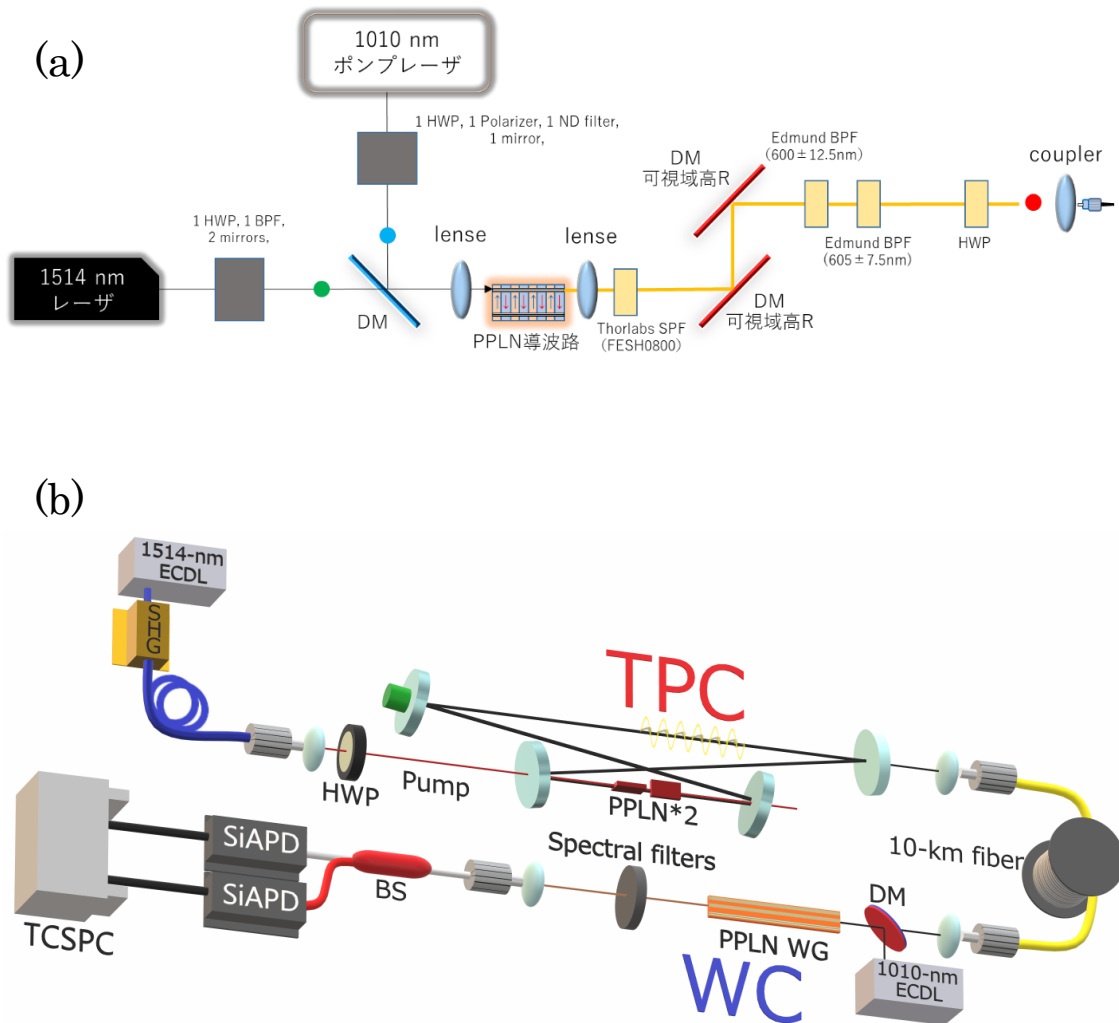 (a)
1010 nm
ポンプレーザ
1 HWP, 1 Polarizer, 1 ND filter,
1 mirror,
1 HWP, 1 BPF,
2 mirrors,
1514 nm
レーザ
DM
lense
PPLN導波路
lense
Thorlabs SPF
(FESH0800)
DM
可視域高R
DM
可視域高R
Edmund BPF
(600±12.5nm)
Edmund BPF
(605±7.5nm)
HWP
coupler
(b)
1514-nm
ECDL
SHG
HWP
Pump
TPC
PPLN*2
10-km fiber
TCSPC
SiAPD
SiAPD
BS
Spectral filters
PPLN WG
WC
DM
1010-nm
ECDL